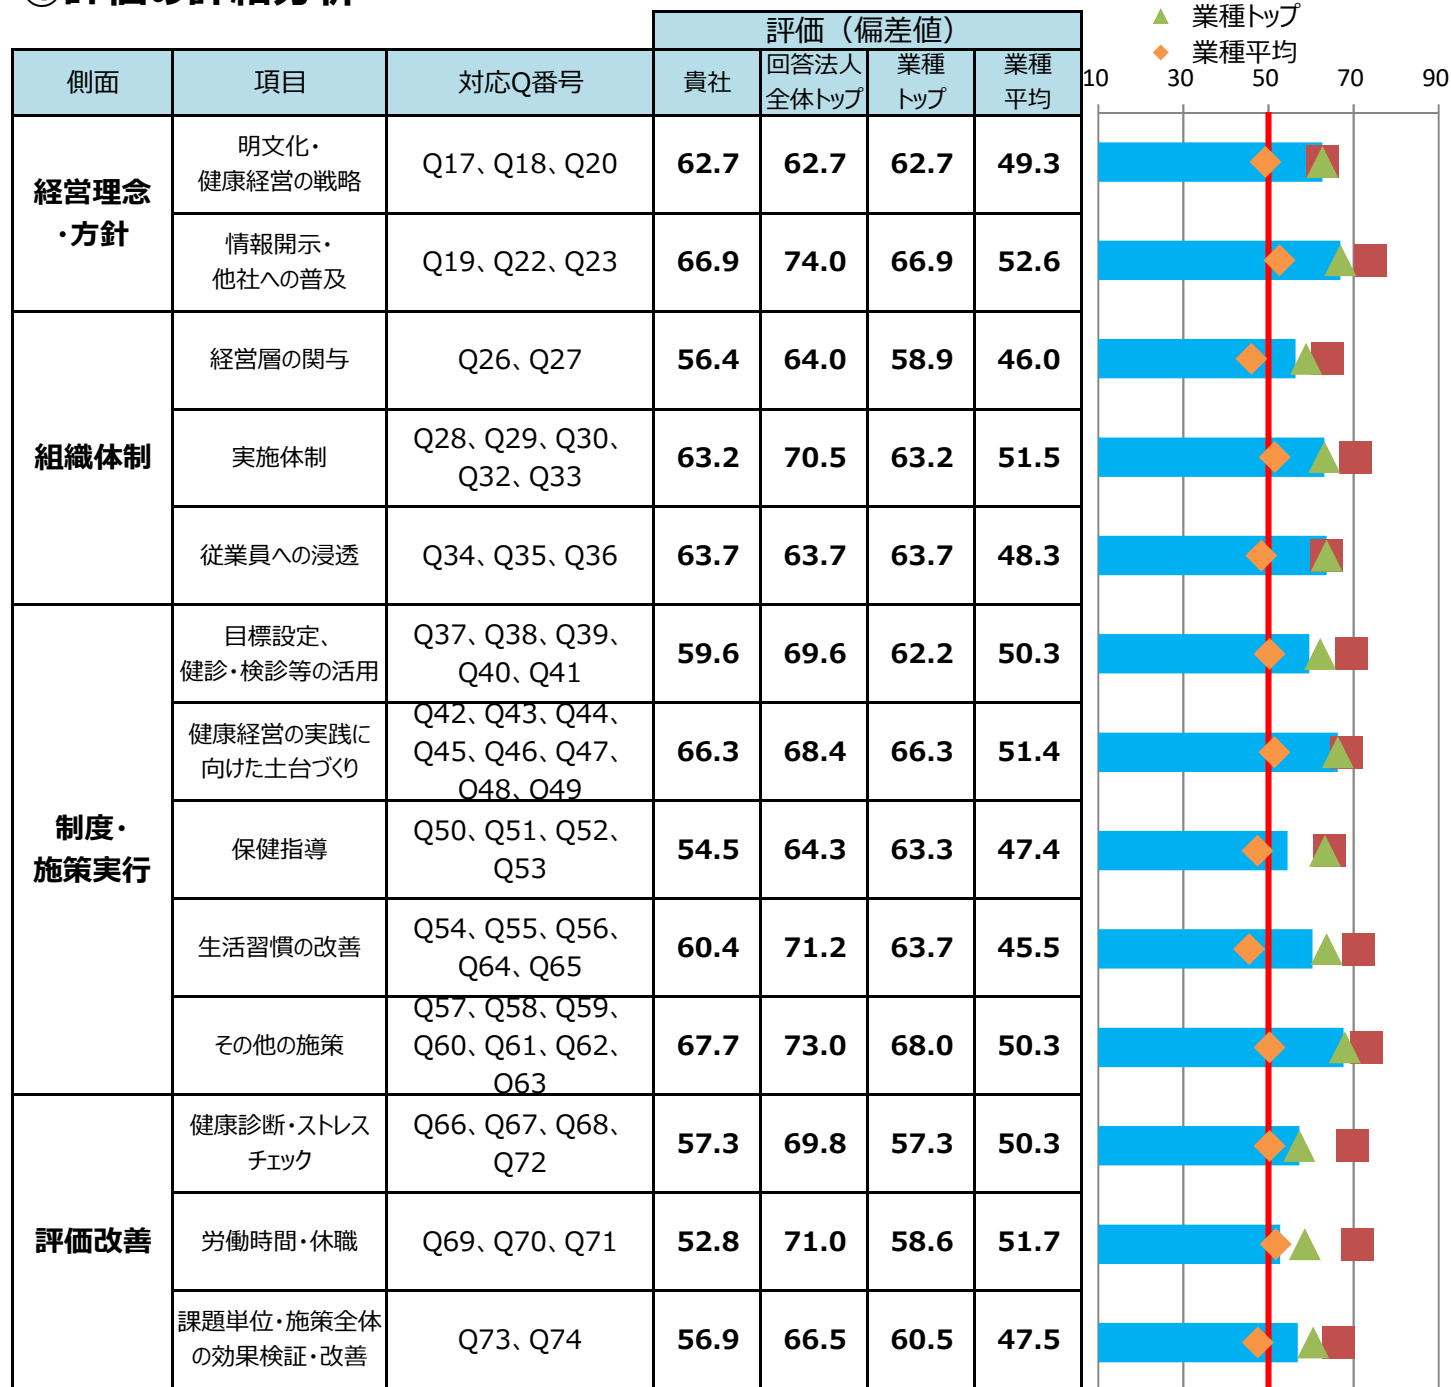 評価の詳細分析
▲ 業種トップ
◆ 業種平均
評価（偏差値）
側面 項目 対応Q番号 貴社 回答法人全体トップ 業種トップ 業種平均
10 30 50 70 90
経営理念・方針
明文化・健康経営の戦略 Q17、Q18、Q20 62.7 62.7 62.7 49.3
情報開示・他社への普及 Q19、Q22、Q23 66.9 74.0 66.9 52.6
組織体制
経営層の関与 Q26、Q27 56.4 64.0 58.9 46.0
実施体制 Q28、Q29、Q30、Q32、Q33 63.2 70.5 63.2 51.5
従業員への浸透 Q34、Q35、Q36 63.7 63.7 63.7 48.3
制度・施策実行
目標設定、健診・検診等の活用 Q37、Q38、Q39、Q40、Q41 59.6 69.6 62.2 50.3
健康経営の実践に向けた土台づくり Q42、Q43、Q44、Q45、Q46、Q47、Q48、Q49 66.3 68.4 66.3 51.4
保健指導 Q50、Q51、Q52、Q53 54.5 64.3 63.3 47.4
生活習慣の改善 Q54、Q55、Q56、Q64、Q65 60.4 71.2 63.7 45.5
その他の施策 Q57、Q58、Q59、Q60、Q61、Q62、Q63 67.7 73.0 68.0 50.3
評価改善
健康診断・ストレスチェック Q66、Q67、Q68、Q72 57.3 69.8 57.3 50.3
労働時間・休職 Q69、Q70、Q71 52.8 71.0 58.6 51.7
課題単位・施策全体の効果検証・改善 Q73、Q74 56.9 66.5 60.5 47.5